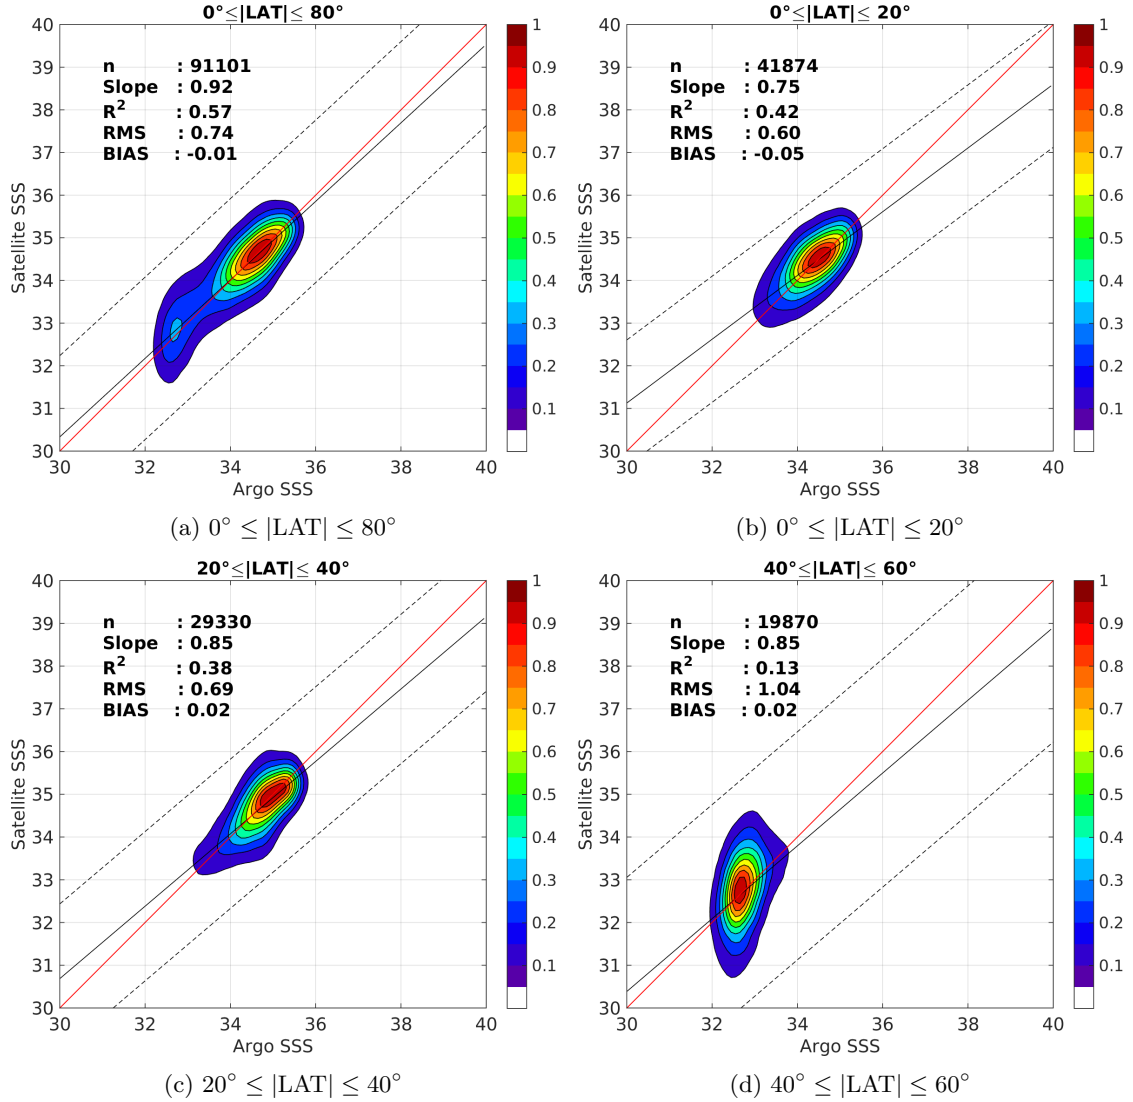 0°≤|LAT|≤ 80°
n : 91101
Slope : 0.92
R2 : 0.57
RMS : 0.74
BIAS : -0.01
40
39
38
37
36
35
34
33
32
31
30
30 32 34 36 38 40
Satellite SSS
Argo SSS
1
0.9
0.8
0.7
0.6
0.5
0.4
0.3
0.2
0.1
(a) 0° ≤ |LAT| ≤ 80°
0°≤|LAT|≤ 20°
n : 41874
Slope : 0.75
R2 : 0.42
RMS : 0.60
BIAS : -0.05
40
39
38
37
36
35
34
33
32
31
30
30 32 34 36 38 40
Satellite SSS
Argo SSS
1
0.9
0.8
0.7
0.6
0.5
0.4
0.3
0.2
0.1
(b) 0° ≤ |LAT| ≤ 20°
20°≤|LAT|≤ 40°
n : 29330
Slope : 0.85
R2 : 0.38
RMS : 0.69
BIAS : 0.02
40
39
38
37
36
35
34
33
32
31
30
30 32 34 36 38 40
Satellite SSS
Argo SSS
1
0.9
0.8
0.7
0.6
0.5
0.4
0.3
0.2
0.1
(c) 20° ≤ |LAT| ≤ 40°
40°≤|LAT|≤ 60°
n : 19870
Slope : 0.85
R2 : 0.13
RMS : 1.04
BIAS : 0.02
40
39
38
37
36
35
34
33
32
31
30
30 32 34 36 38 40
Satellite SSS
Argo SSS
1
0.9
0.8
0.7
0.6
0.5
0.4
0.3
0.2
0.1
(d) 40° ≤ |LAT| ≤ 60°